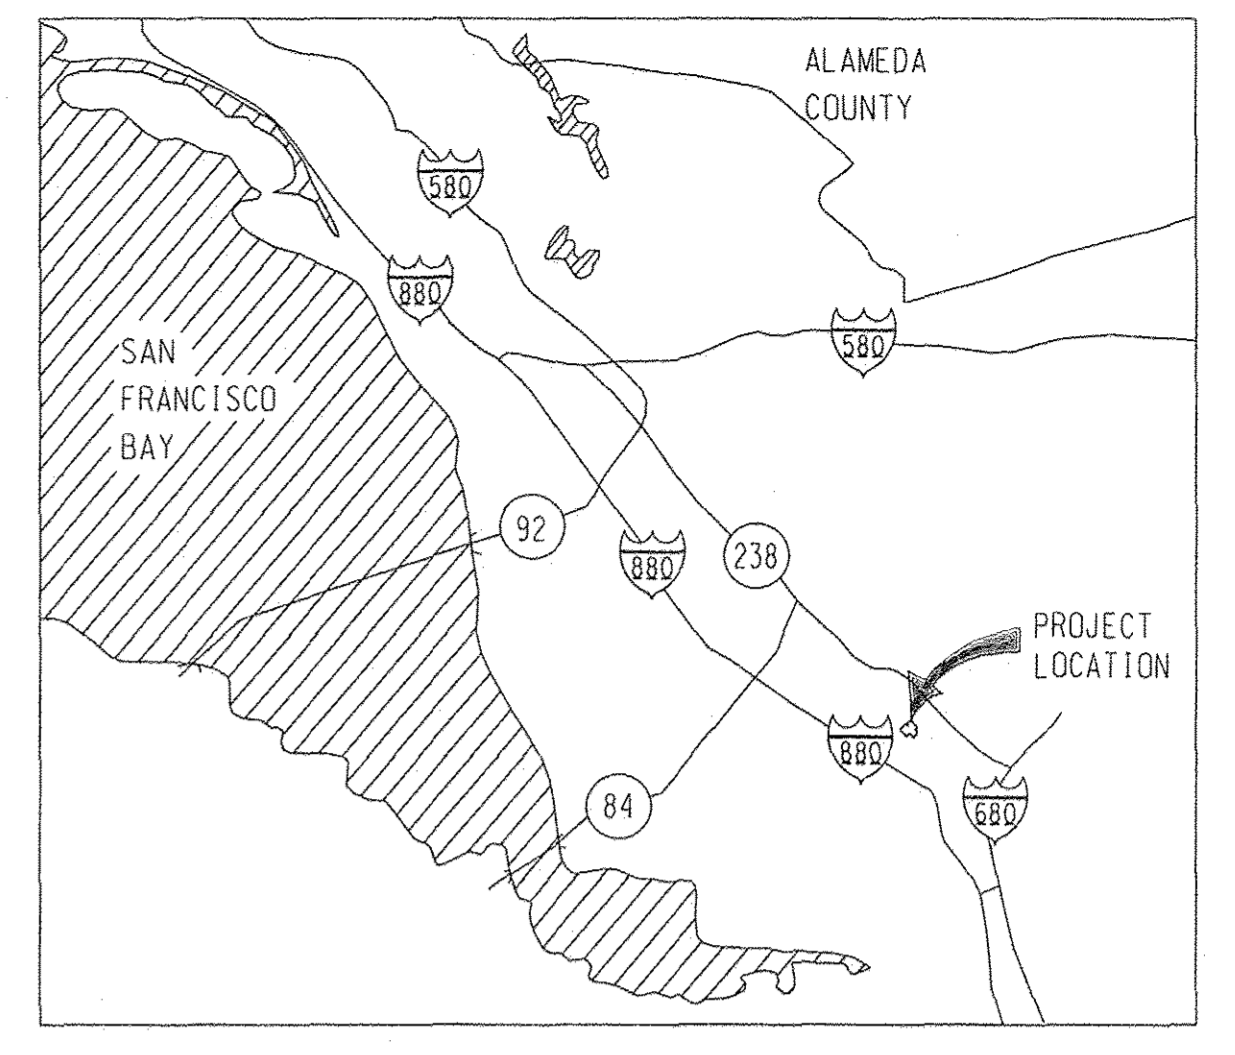 ALAMEDA
COUNTY
580
880
580
SAN
FRANCISCO
BAY
92
880
238
PROJECT
LOCATION
880
84
680